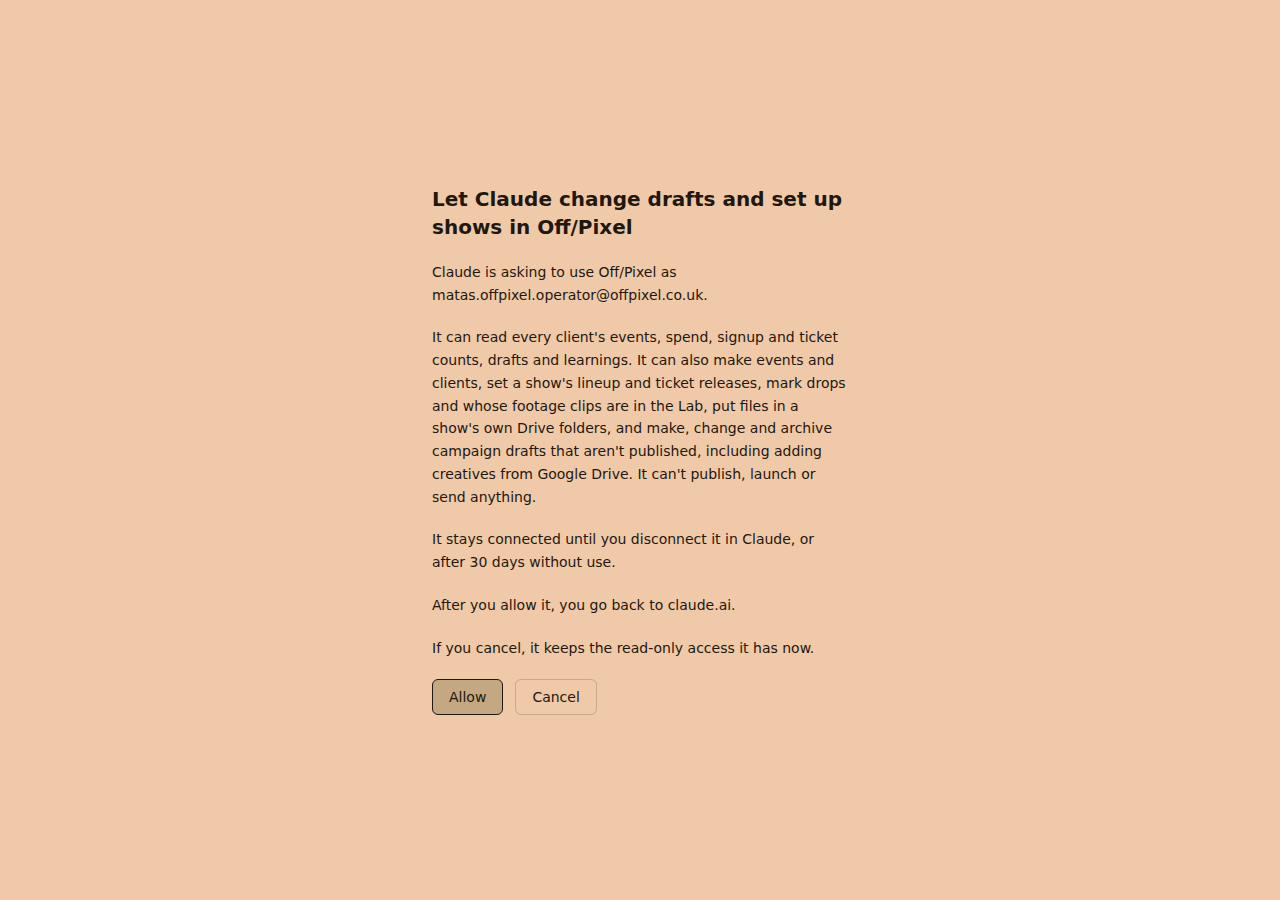 Let Claude change drafts and set up
shows in Off/Pixel
Claude is asking to use Off/Pixel as
matas.offpixel.operator@offpixel.co.uk.
It can read every client's events, spend, signup and ticket
counts, drafts and learnings. It can also make events and
clients, set a show's lineup and ticket releases, mark drops
and whose footage clips are in the Lab, put files in a
show's own Drive folders, and make, change and archive
campaign drafts that aren't published, including adding
creatives from Google Drive. It can't publish, launch or
send anything.
It stays connected until you disconnect it in Claude, or
after 30 days without use.
After you allow it, you go back to claude.ai.
If you cancel, it keeps the read-only access it has now.
Allow
Cancel